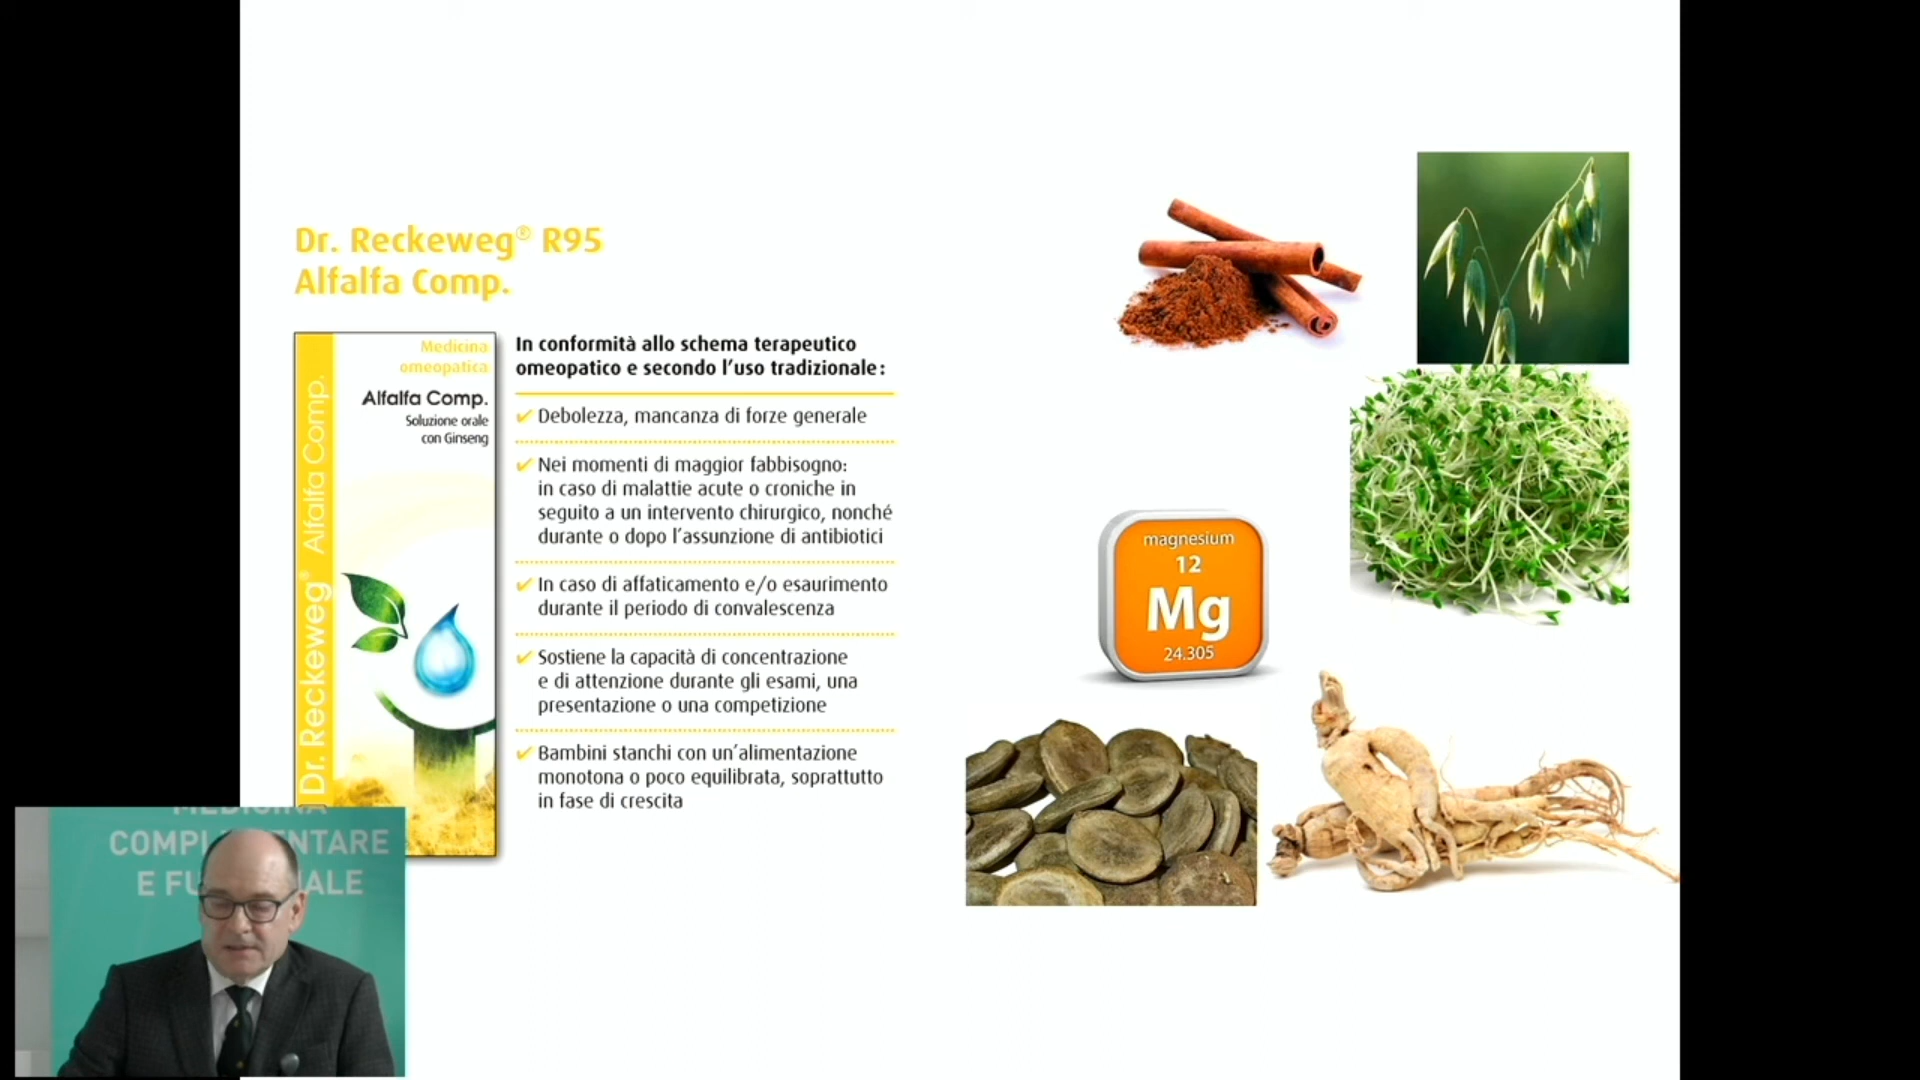 Dr. Reckeweg® R95
Alfalfa Comp.
Dr. Reckeweg® Alfalfa Comp.
Medicina
omeopatica
Alfalfa Comp.
Soluzione orale
con Ginseng
In conformità allo schema terapeutico
omeopatico e secondo l’uso tradizionale:
✔ Debolezza, mancanza di forze generale
✔ Nei momenti di maggior fabbisogno:
in caso di malattie acute o croniche in
seguito a un intervento chirurgico, nonché
durante o dopo l’assunzione di antibiotici
✔ In caso di affaticamento e/o esaurimento
durante il periodo di convalescenza
✔ Sostiene la capacità di concentrazione
e di attenzione durante gli esami, una
presentazione o una competizione
✔ Bambini stanchi con un’alimentazione
monotona o poco equilibrata, soprattutto
in fase di crescita
magnesium
12
Mg
24.305
MEDICINA